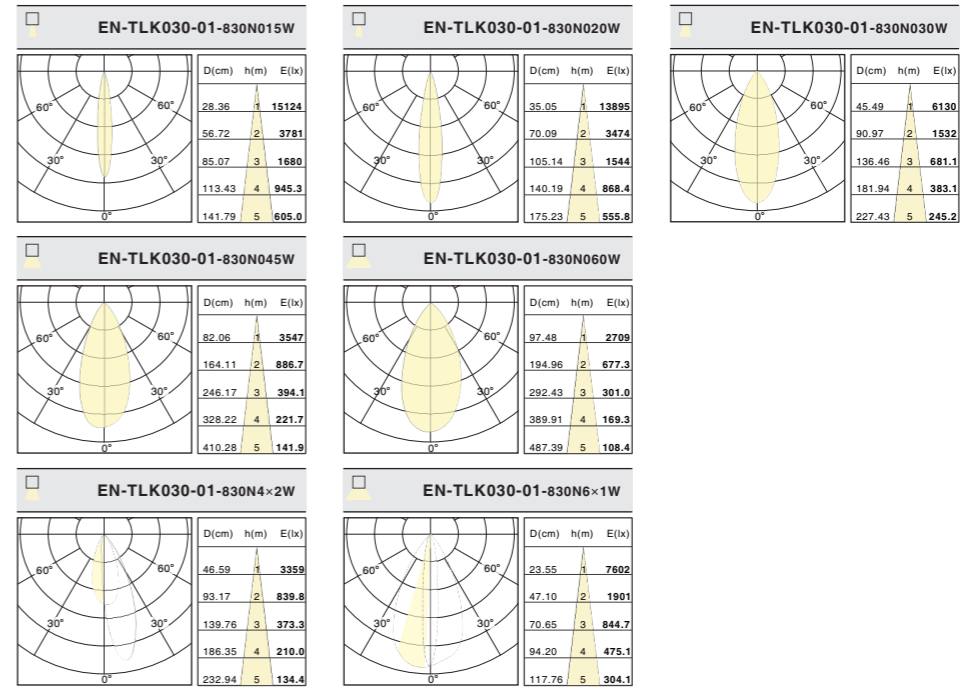 EN-TLK030-01-830N015W
60° 60°
30° 30°
0°
D(cm) h(m) E(lx)
28.36 1 15124
56.72 2 3781
85.07 3 1680
113.43 4 945.3
141.79 5 605.0
EN-TLK030-01-830N020W
60° 60°
30° 30°
0°
D(cm) h(m) E(lx)
35.05 1 13895
70.09 2 3474
105.14 3 1544
140.19 4 868.4
175.23 5 555.8
EN-TLK030-01-830N030W
60° 60°
30° 30°
0°
D(cm) h(m) E(lx)
45.49 1 6130
90.97 2 1532
136.46 3 681.1
181.94 4 383.1
227.43 5 245.2
EN-TLK030-01-830N045W
60° 60°
30° 30°
0°
D(cm) h(m) E(lx)
82.06 1 3547
164.11 2 886.7
246.17 3 394.1
328.22 4 221.7
410.28 5 141.9
EN-TLK030-01-830N060W
60° 60°
30° 30°
0°
D(cm) h(m) E(lx)
97.48 1 2709
194.96 2 677.3
292.43 3 301.0
389.91 4 169.3
487.39 5 108.4
EN-TLK030-01-830N4×2W
60° 60°
30° 30°
0°
D(cm) h(m) E(lx)
46.59 1 3359
93.17 2 839.8
139.76 3 373.3
186.35 4 210.0
232.94 5 134.4
EN-TLK030-01-830N6×1W
60° 60°
30° 30°
0°
D(cm) h(m) E(lx)
23.55 1 7602
47.10 2 1901
70.65 3 844.7
94.20 4 475.1
117.76 5 304.1